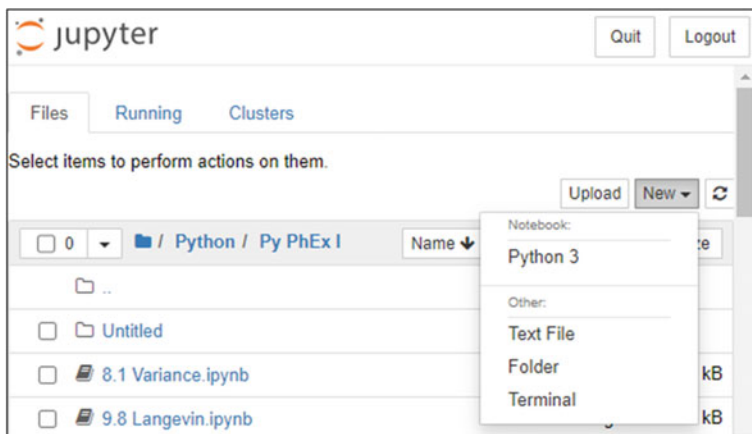 jupyter
Quit Logout
Files Running Clusters
Select items to perform actions on them.
Upload New
0 / Python / Py PhEx I Name
Notebook:
Python 3
Other:
Text File
Folder
Terminal
..
Untitled
8.1 Variance.ipynb kB
9.8 Langevin.ipynb kB